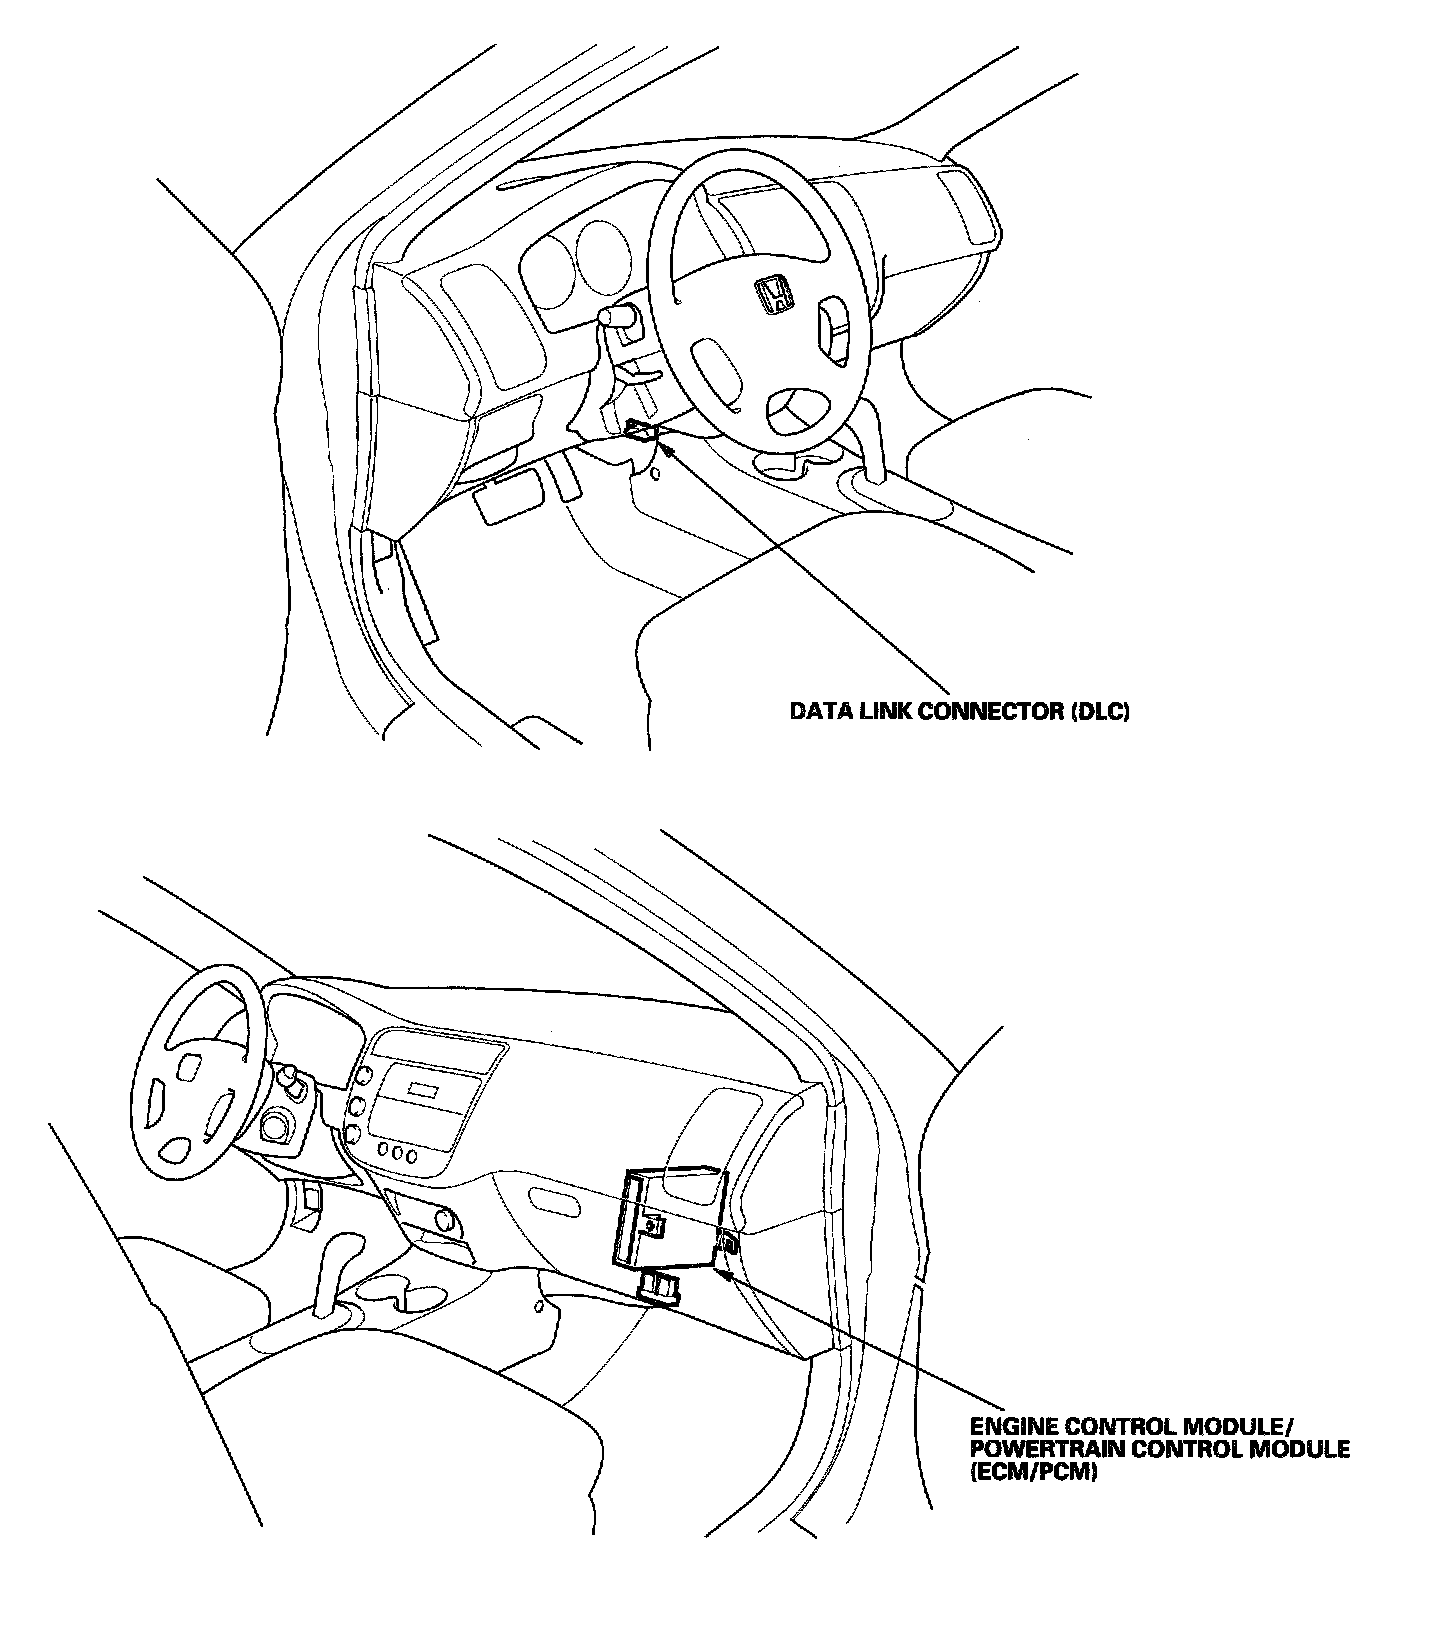 DATA LINK CONNECTOR (DLC)
ENGINE CONTROL MODULE/
POWERTRAIN CONTROL MODULE
(ECM/PCM)